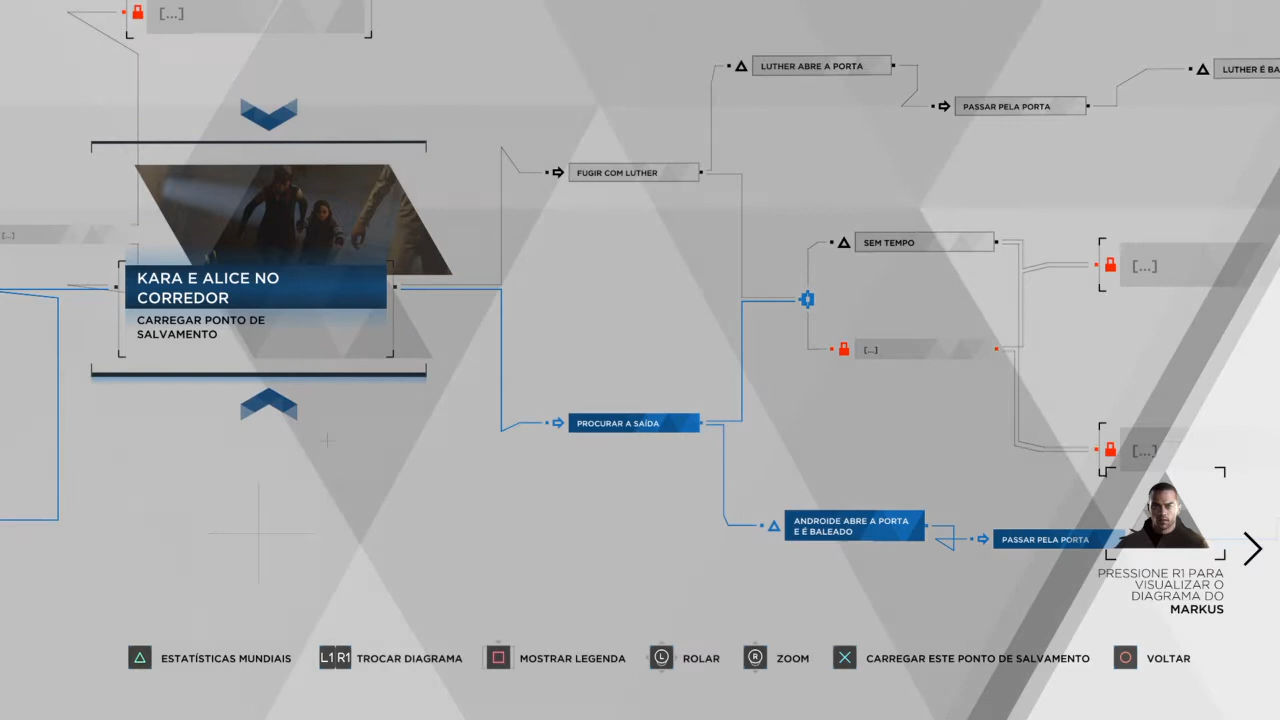 [...]
LUTHER ABRE A PORTA
LUTHER É BA
PASSAR PELA PORTA
FUGIR COM LUTHER
[...]
SEM TEMPO
[...]
KARA E ALICE NO
CORREDOR
CARREGAR PONTO DE
SALVAMENTO
[...]
PROCURAR A SAÍDA
[...]
ANDROIDE ABRE A PORTA
E É BALEADO
PASSAR PELA PORTA
PRESSIONE R1 PARA
VISUALIZAR O
DIAGRAMA DO
MARKUS
ESTATÍSTICAS MUNDIAIS
L1 R1 TROCAR DIAGRAMA
MOSTRAR LEGENDA
L ROLAR
R ZOOM
CARREGAR ESTE PONTO DE SALVAMENTO
VOLTAR